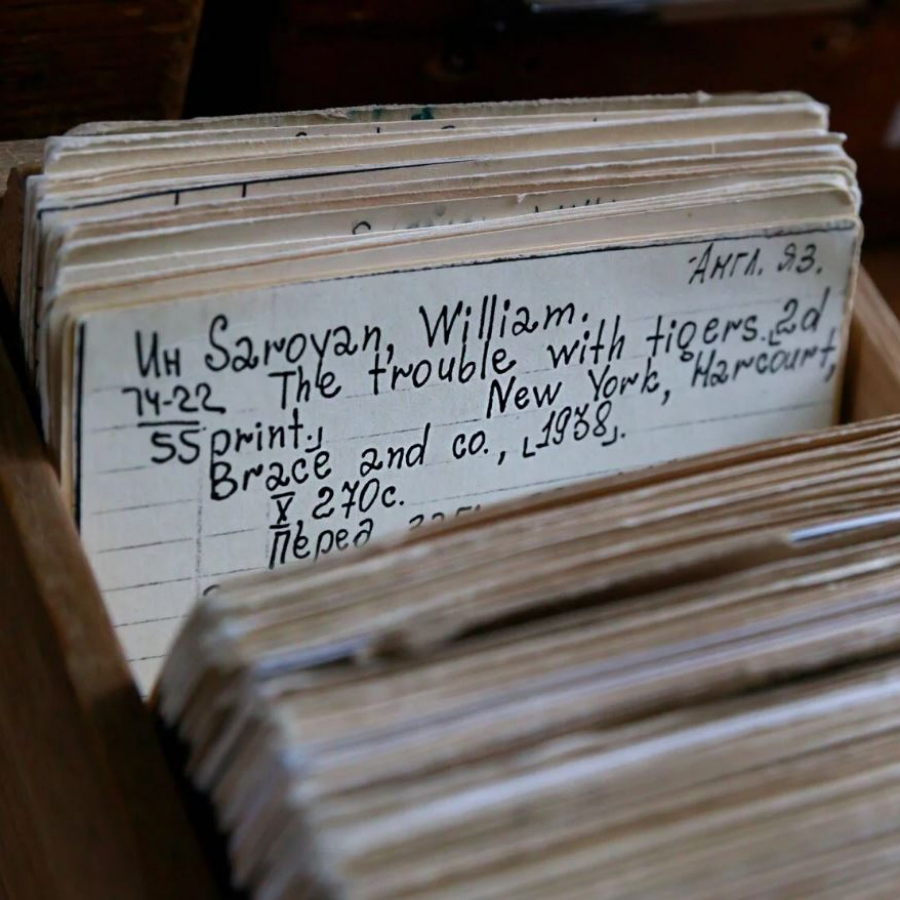 Англ. яз.
Ин Saroyan, William.
74-22 The trouble with tigers. [2d
55 print.] New York, Harcourt,
Brace and co., [1938].
X, 270с.
Перед